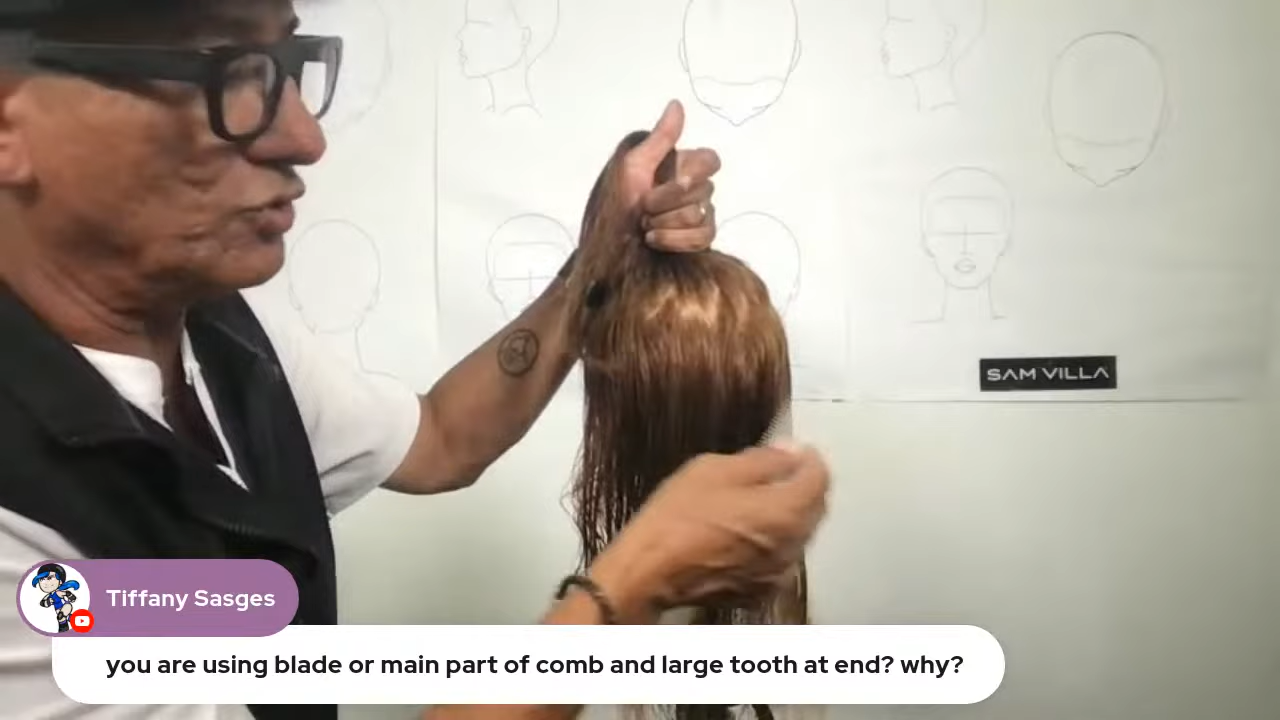 SAM VILLA
Tiffany Sasges
you are using blade or main part of comb and large tooth at end? why?